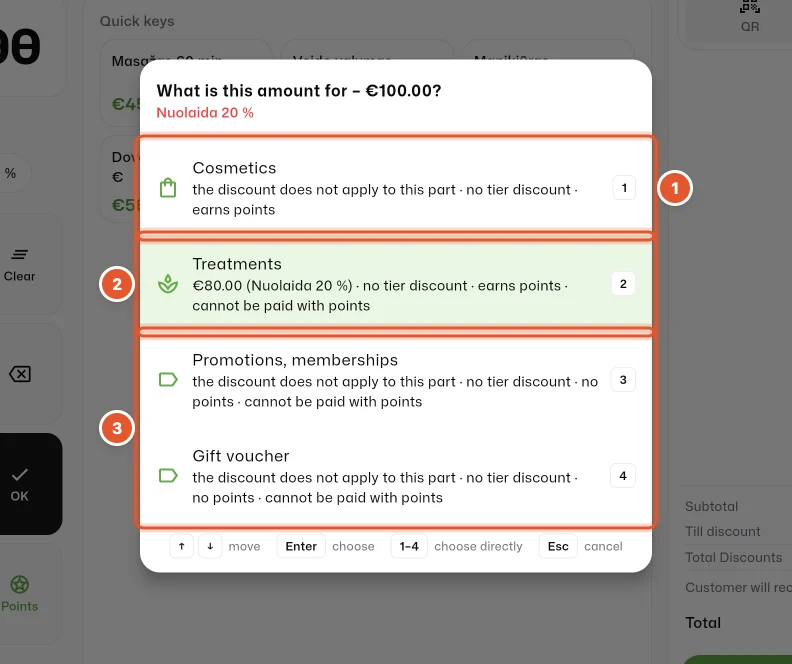 Quick keys
QR
What is this amount for – €100.00?
Nuolaida 20 %
Cosmetics
the discount does not apply to this part · no tier discount ·
earns points
1
1
Treatments
€80.00 (Nuolaida 20 %) · no tier discount · earns points ·
cannot be paid with points
2
2
Promotions, memberships
the discount does not apply to this part · no tier discount · no
points · cannot be paid with points
3
3
Gift voucher
the discount does not apply to this part · no tier discount ·
no points · cannot be paid with points
4
↑ ↓ move Enter choose 1–4 choose directly Esc cancel
%
Clear
OK
Points
€
Subtotal
Till discount
Total Discounts
Customer will
Total